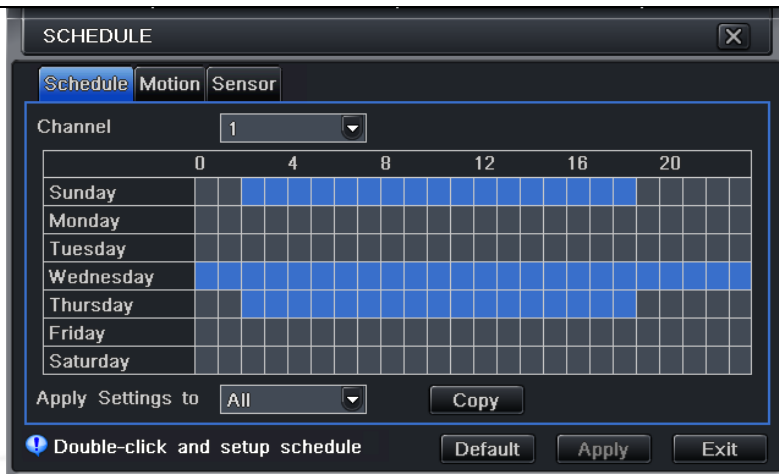 SCHEDULE
Schedule Motion Sensor
Channel 1
0 4 8 12 16 20
Sunday
Monday
Tuesday
Wednesday
Thursday
Friday
Saturday
Apply Settings to All Copy
Double-click and setup schedule Default Apply Exit